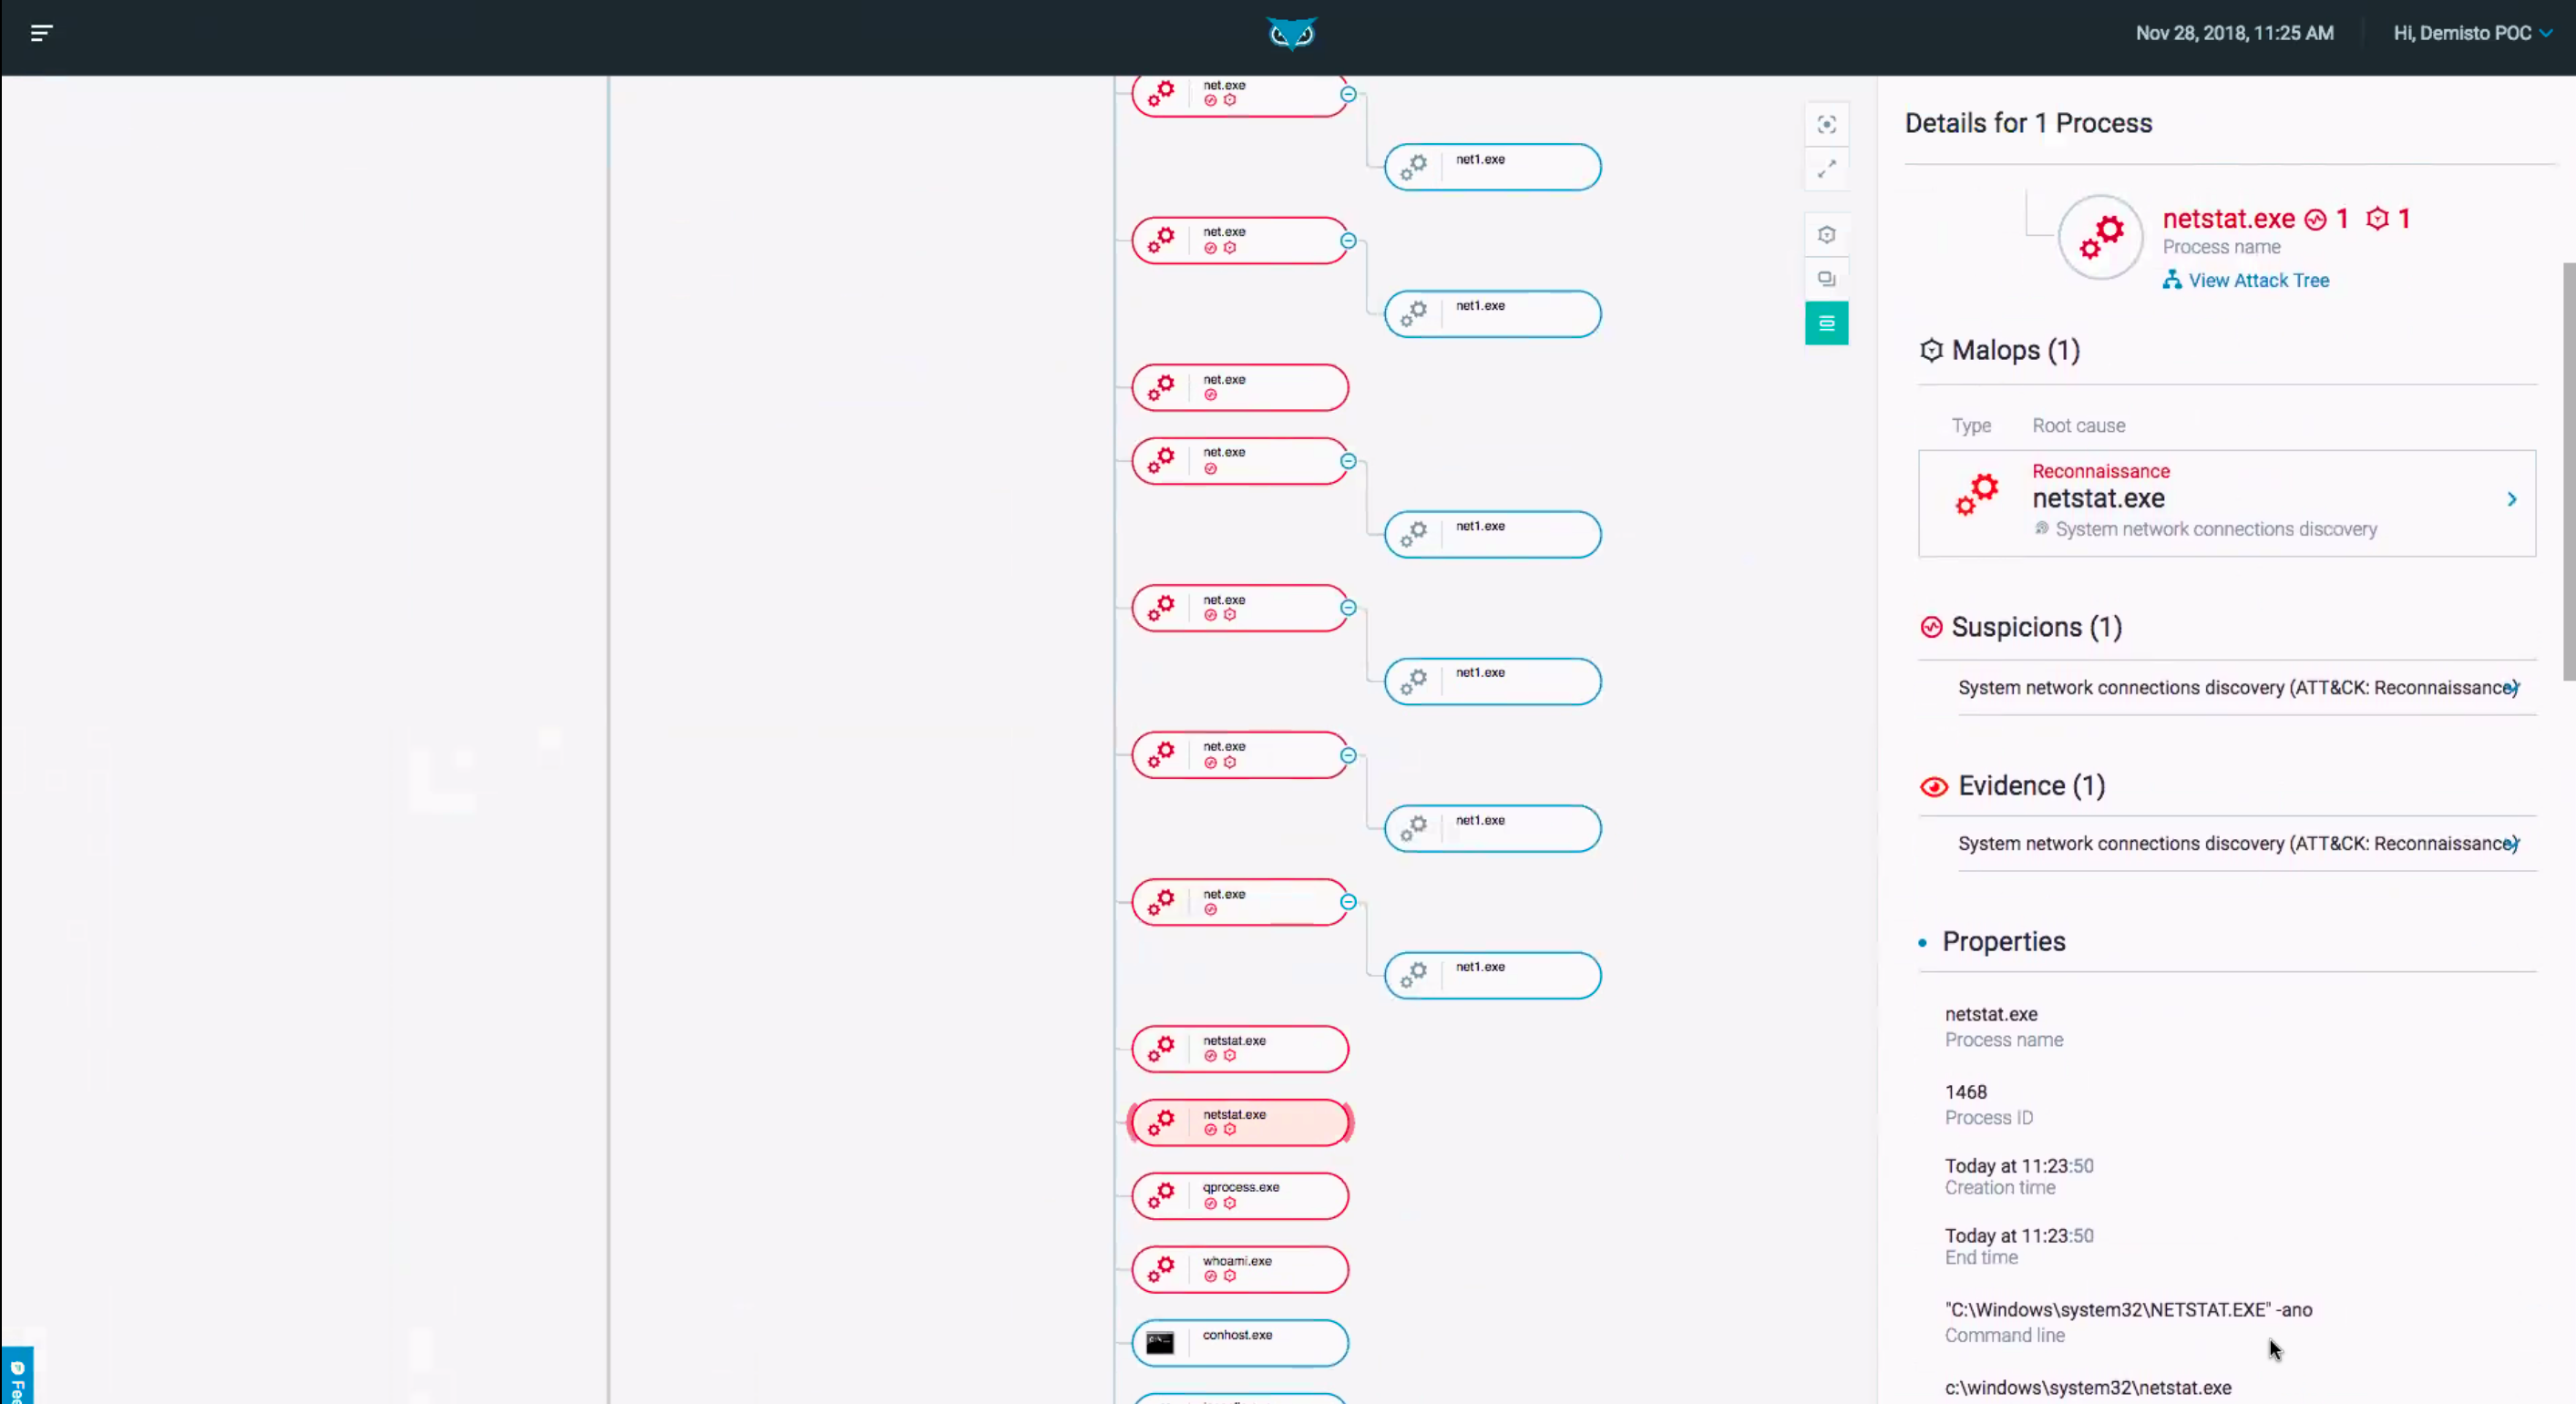 Nov 28, 2018, 11:25 AM
Hi, Demisto POC
net.exe
net1.exe
net.exe
net1.exe
net.exe
net.exe
net1.exe
net.exe
net1.exe
net.exe
net1.exe
net.exe
net1.exe
netstat.exe
netstat.exe
qprocess.exe
whoami.exe
conhost.exe
Fee
Details for 1 Process
netstat.exe 1 1
Process name
View Attack Tree
Malops (1)
Type Root cause
Reconnaissance
netstat.exe
System network connections discovery
Suspicions (1)
System network connections discovery (ATT&CK: Reconnaissance)
Evidence (1)
System network connections discovery (ATT&CK: Reconnaissance)
Properties
netstat.exe
Process name
1468
Process ID
Today at 11:23:50
Creation time
Today at 11:23:50
End time
"C:\Windows\system32\NETSTAT.EXE" -ano
Command line
c:\windows\system32\netstat.exe